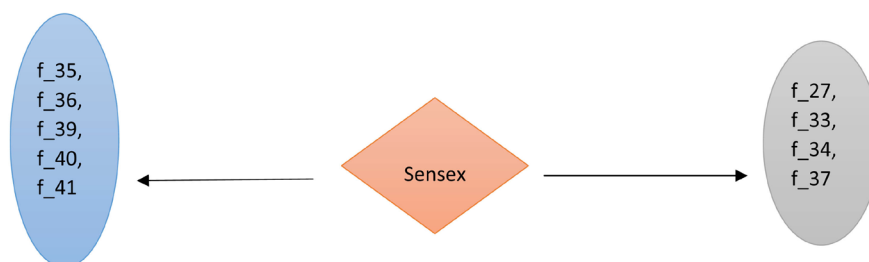 f_35,
f_36,
f_39,
f_40,
f_41
Sensex
f_27,
f_33,
f_34,
f_37